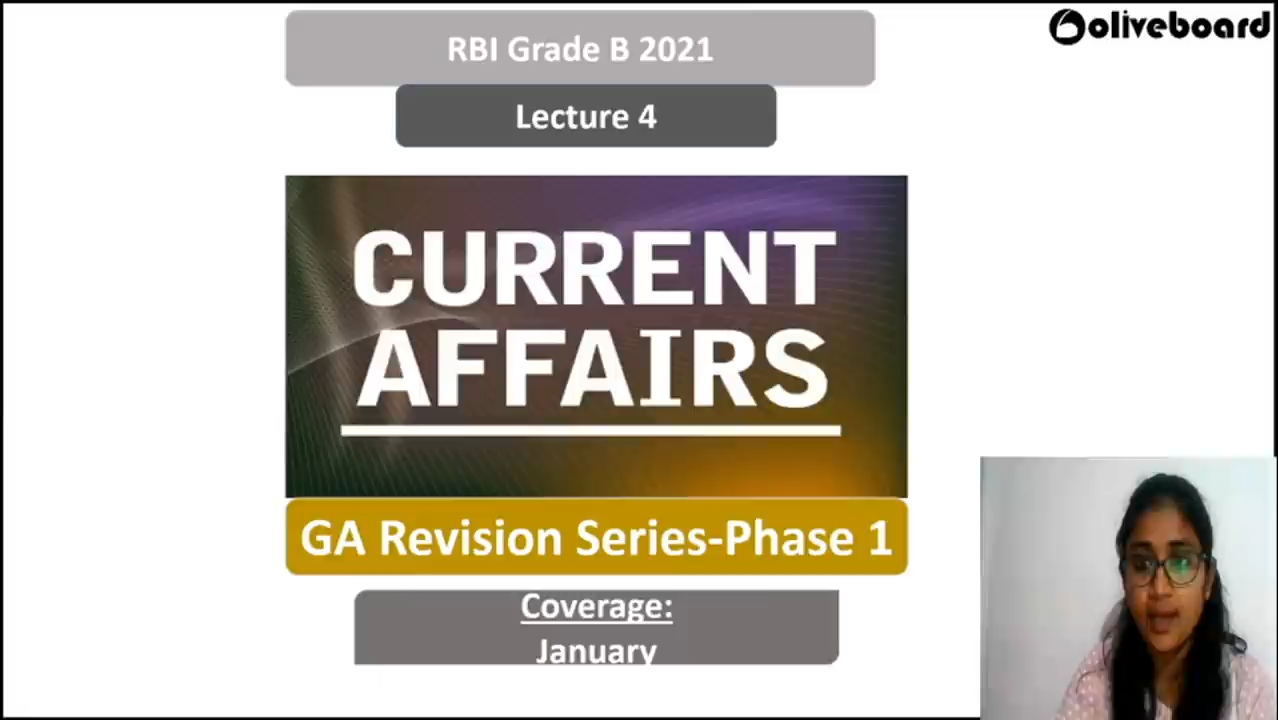 oliveboard
RBI Grade B 2021
Lecture 4
CURRENT
AFFAIRS
GA Revision Series-Phase 1
Coverage:
January